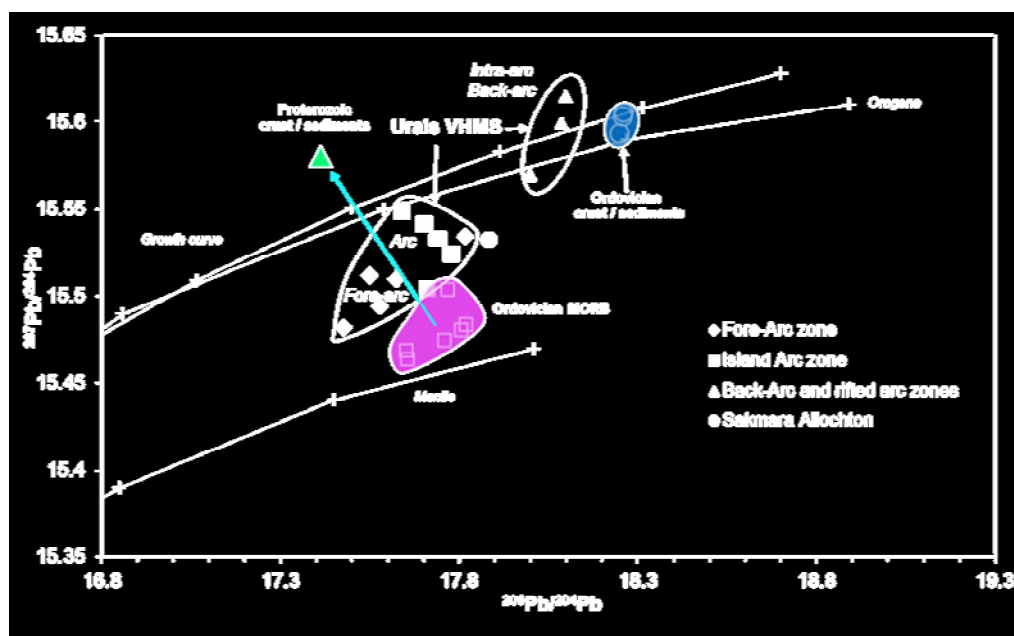 15.65
15.6
15.55
15.5
15.45
15.4
15.35
16.8
17.3
17.8
18.3
18.8
19.3
207Pb/204Pb
206Pb/204Pb
Intra-arc
Back-arc
Proterozoic
crust / sediments
Urals VHMS
Orogene
Ordovician
crust / sediments
Growth curve
Arc
Fore-arc
Ordovician MORB
Mantle
Fore-Arc zone
Island Arc zone
Back-Arc and rifted arc zones
Sakmara Allochton